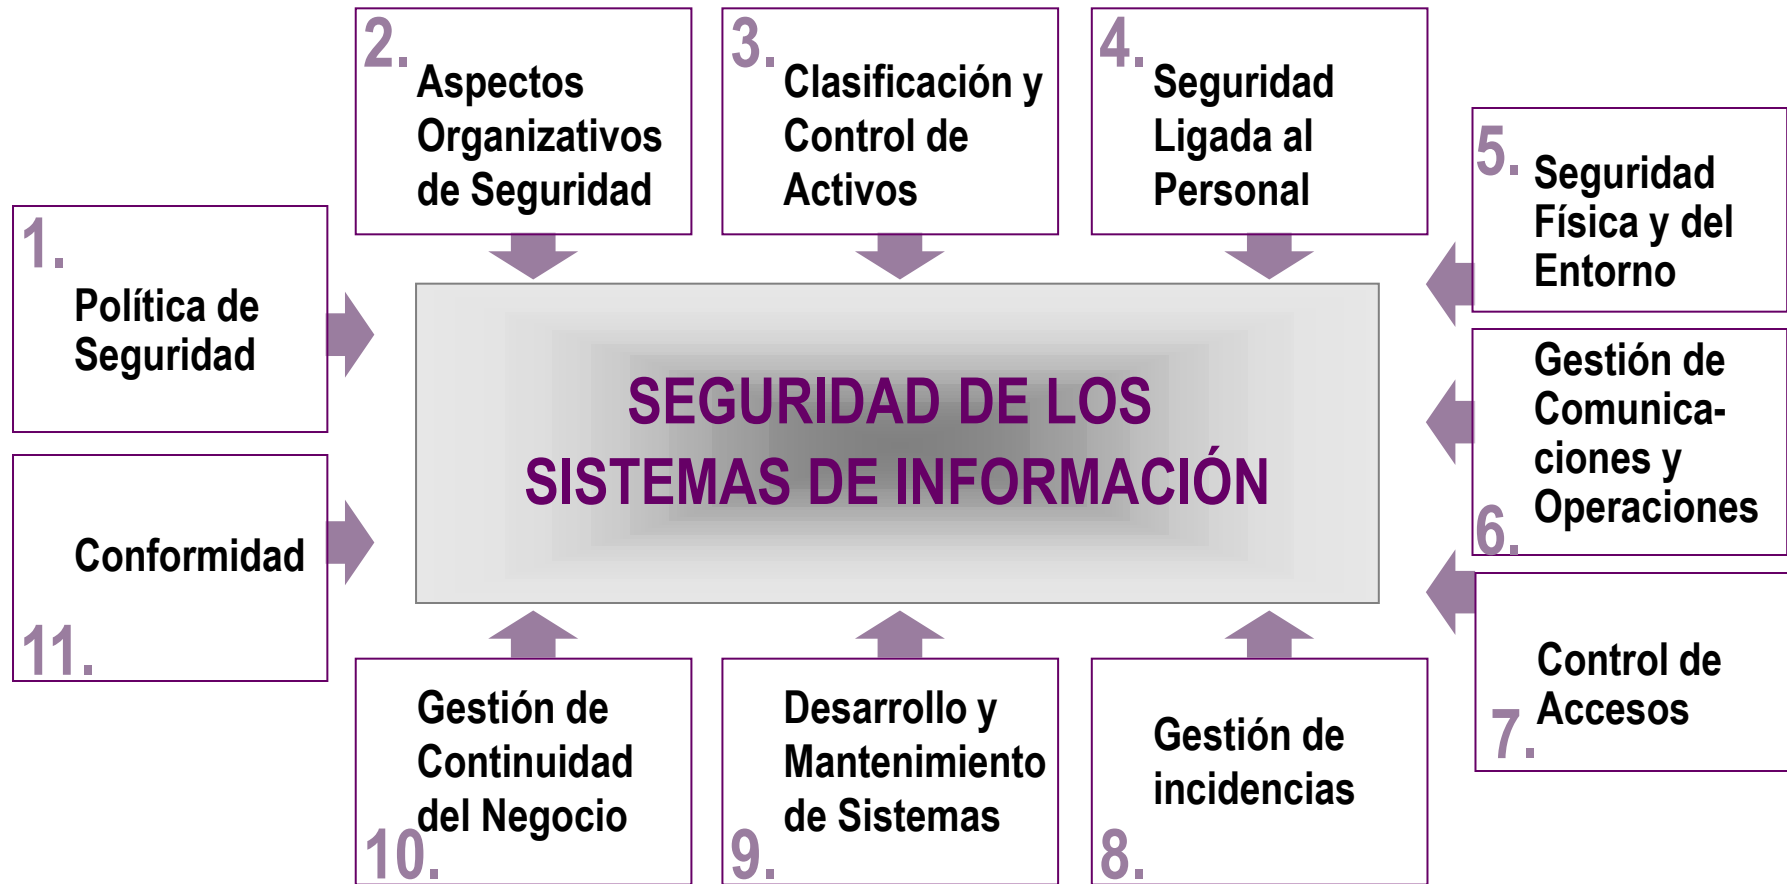 1.
Política de
Seguridad
2.
Aspectos
Organizativos
de Seguridad
3.
Clasificación y
Control de
Activos
4.
Seguridad
Ligada al
Personal
5.
Seguridad
Física y del
Entorno
Gestión de
Comunica-
ciones y
Operaciones
6.
Control de
Accesos
7.
Gestión de
incidencias
8.
Desarrollo y
Mantenimiento
de Sistemas
9.
Gestión de
Continuidad
del Negocio
10.
Conformidad
11.
SEGURIDAD DE LOS
SISTEMAS DE INFORMACIÓN